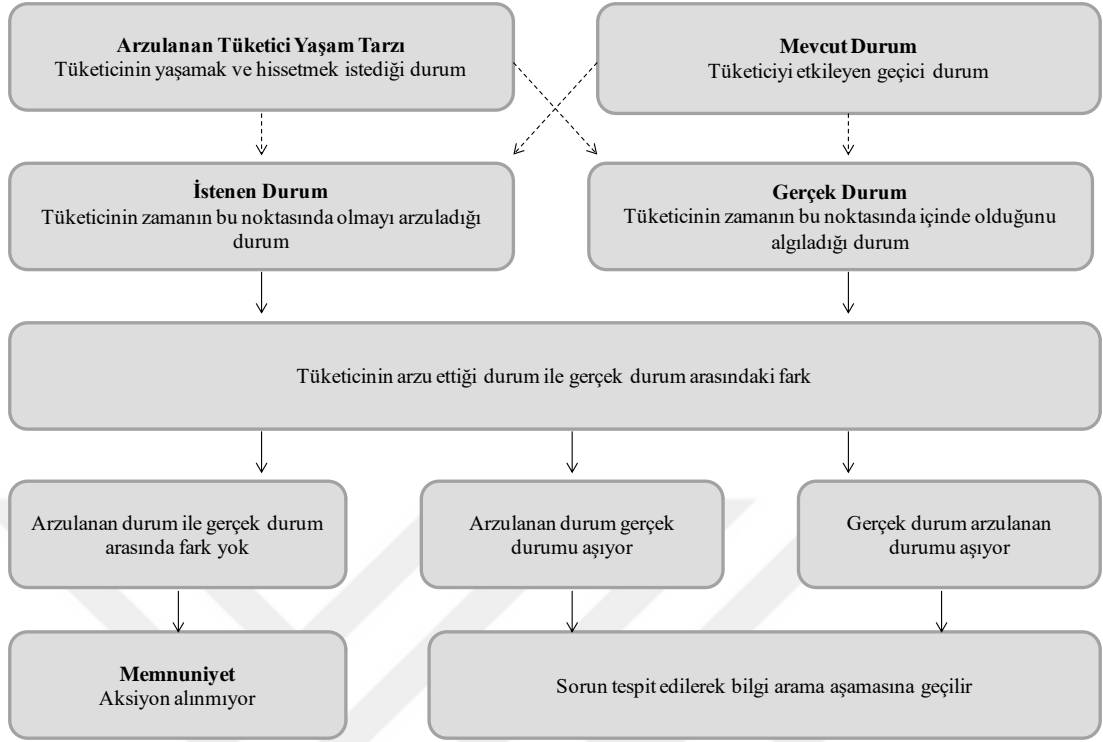 Arzulanan Tüketici Yaşam Tarzı
Tüketicinin yaşamak ve hissetmek istediği durum
Mevcut Durum
Tüketiciyi etkileyen geçici durum
İstenen Durum
Tüketicinin zamanın bu noktasında olmayı arzuladığı
durum
Gerçek Durum
Tüketicinin zamanın bu noktasında içinde olduğunu
algıladığı durum
Tüketicinin arzu ettiği durum ile gerçek durum arasındaki fark
Arzulanan durum ile gerçek durum
arasında fark yok
Arzulanan durum gerçek
durumu aşıyor
Gerçek durum arzulanan
durumu aşıyor
Memnuniyet
Aksiyon alınmıyor
Sorun tespit edilerek bilgi arama aşamasına geçilir